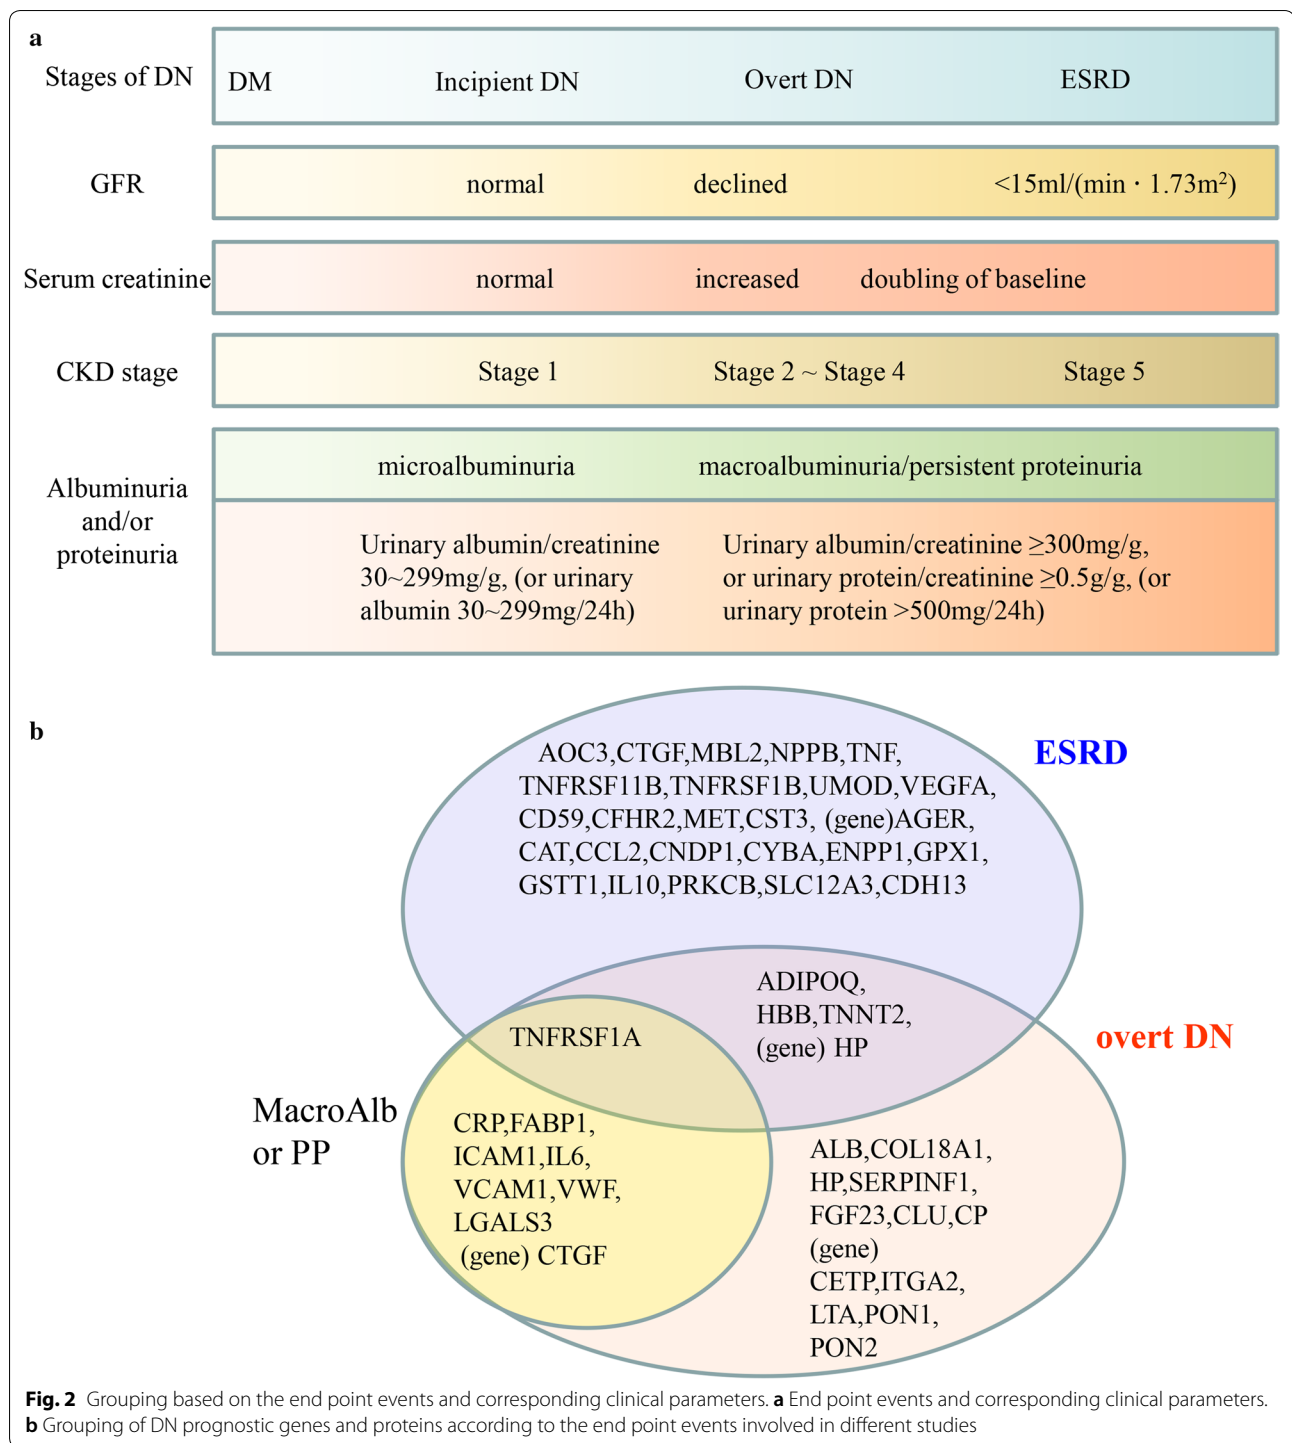 a
Stages of DN
DM Incipient DN Overt DN ESRD
GFR
normal declined <15ml/(min · 1.73m²)
Serum creatinine
normal increased doubling of baseline
CKD stage
Stage 1 Stage 2 ~ Stage 4 Stage 5
Albuminuria
and/or
proteinuria
microalbuminuria macroalbuminuria/persistent proteinuria
Urinary albumin/creatinine
30~299mg/g, (or urinary
albumin 30~299mg/24h)
Urinary albumin/creatinine ≥300mg/g,
or urinary protein/creatinine ≥0.5g/g, (or
urinary protein >500mg/24h)
b
ESRD
AOC3,CTGF,MBL2,NPPB,TNF,
TNFRSF11B,TNFRSF1B,UMOD,VEGFA,
CD59,CFHR2,MET,CST3, (gene)AGER,
CAT,CCL2,CNDP1,CYBA,ENPP1,GPX1,
GSTT1,IL10,PRKCB,SLC12A3,CDH13
ADIPOQ,
HBB,TNNT2,
(gene) HP
TNFRSF1A
overt DN
MacroAlb
or PP
CRP,FABP1,
ICAM1,IL6,
VCAM1,VWF,
LGALS3
(gene) CTGF
ALB,COL18A1,
HP,SERPINF1,
FGF23,CLU,CP
(gene)
CETP,ITGA2,
LTA,PON1,
PON2
Fig. 2 Grouping based on the end point events and corresponding clinical parameters. a End point events and corresponding clinical parameters.
b Grouping of DN prognostic genes and proteins according to the end point events involved in different studies